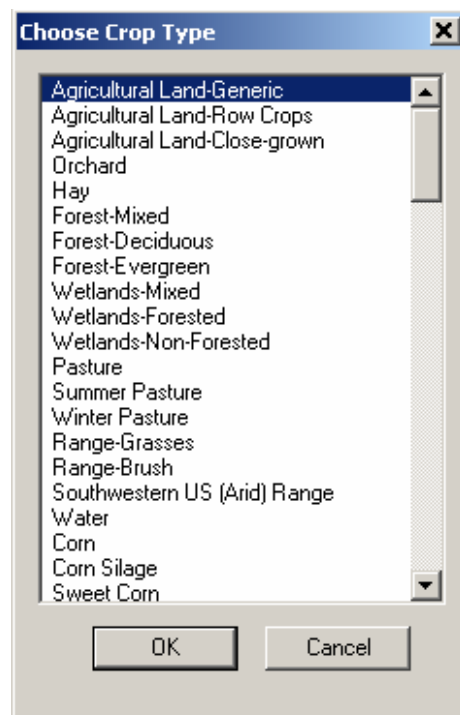 Choose Crop Type
Agricultural Land-Generic
Agricultural Land-Row Crops
Agricultural Land-Close-grown
Orchard
Hay
Forest-Mixed
Forest-Deciduous
Forest-Evergreen
Wetlands-Mixed
Wetlands-Forested
Wetlands-Non-Forested
Pasture
Summer Pasture
Winter Pasture
Range-Grasses
Range-Brush
Southwestern US (Arid) Range
Water
Corn
Corn Silage
Sweet Corn
OK Cancel